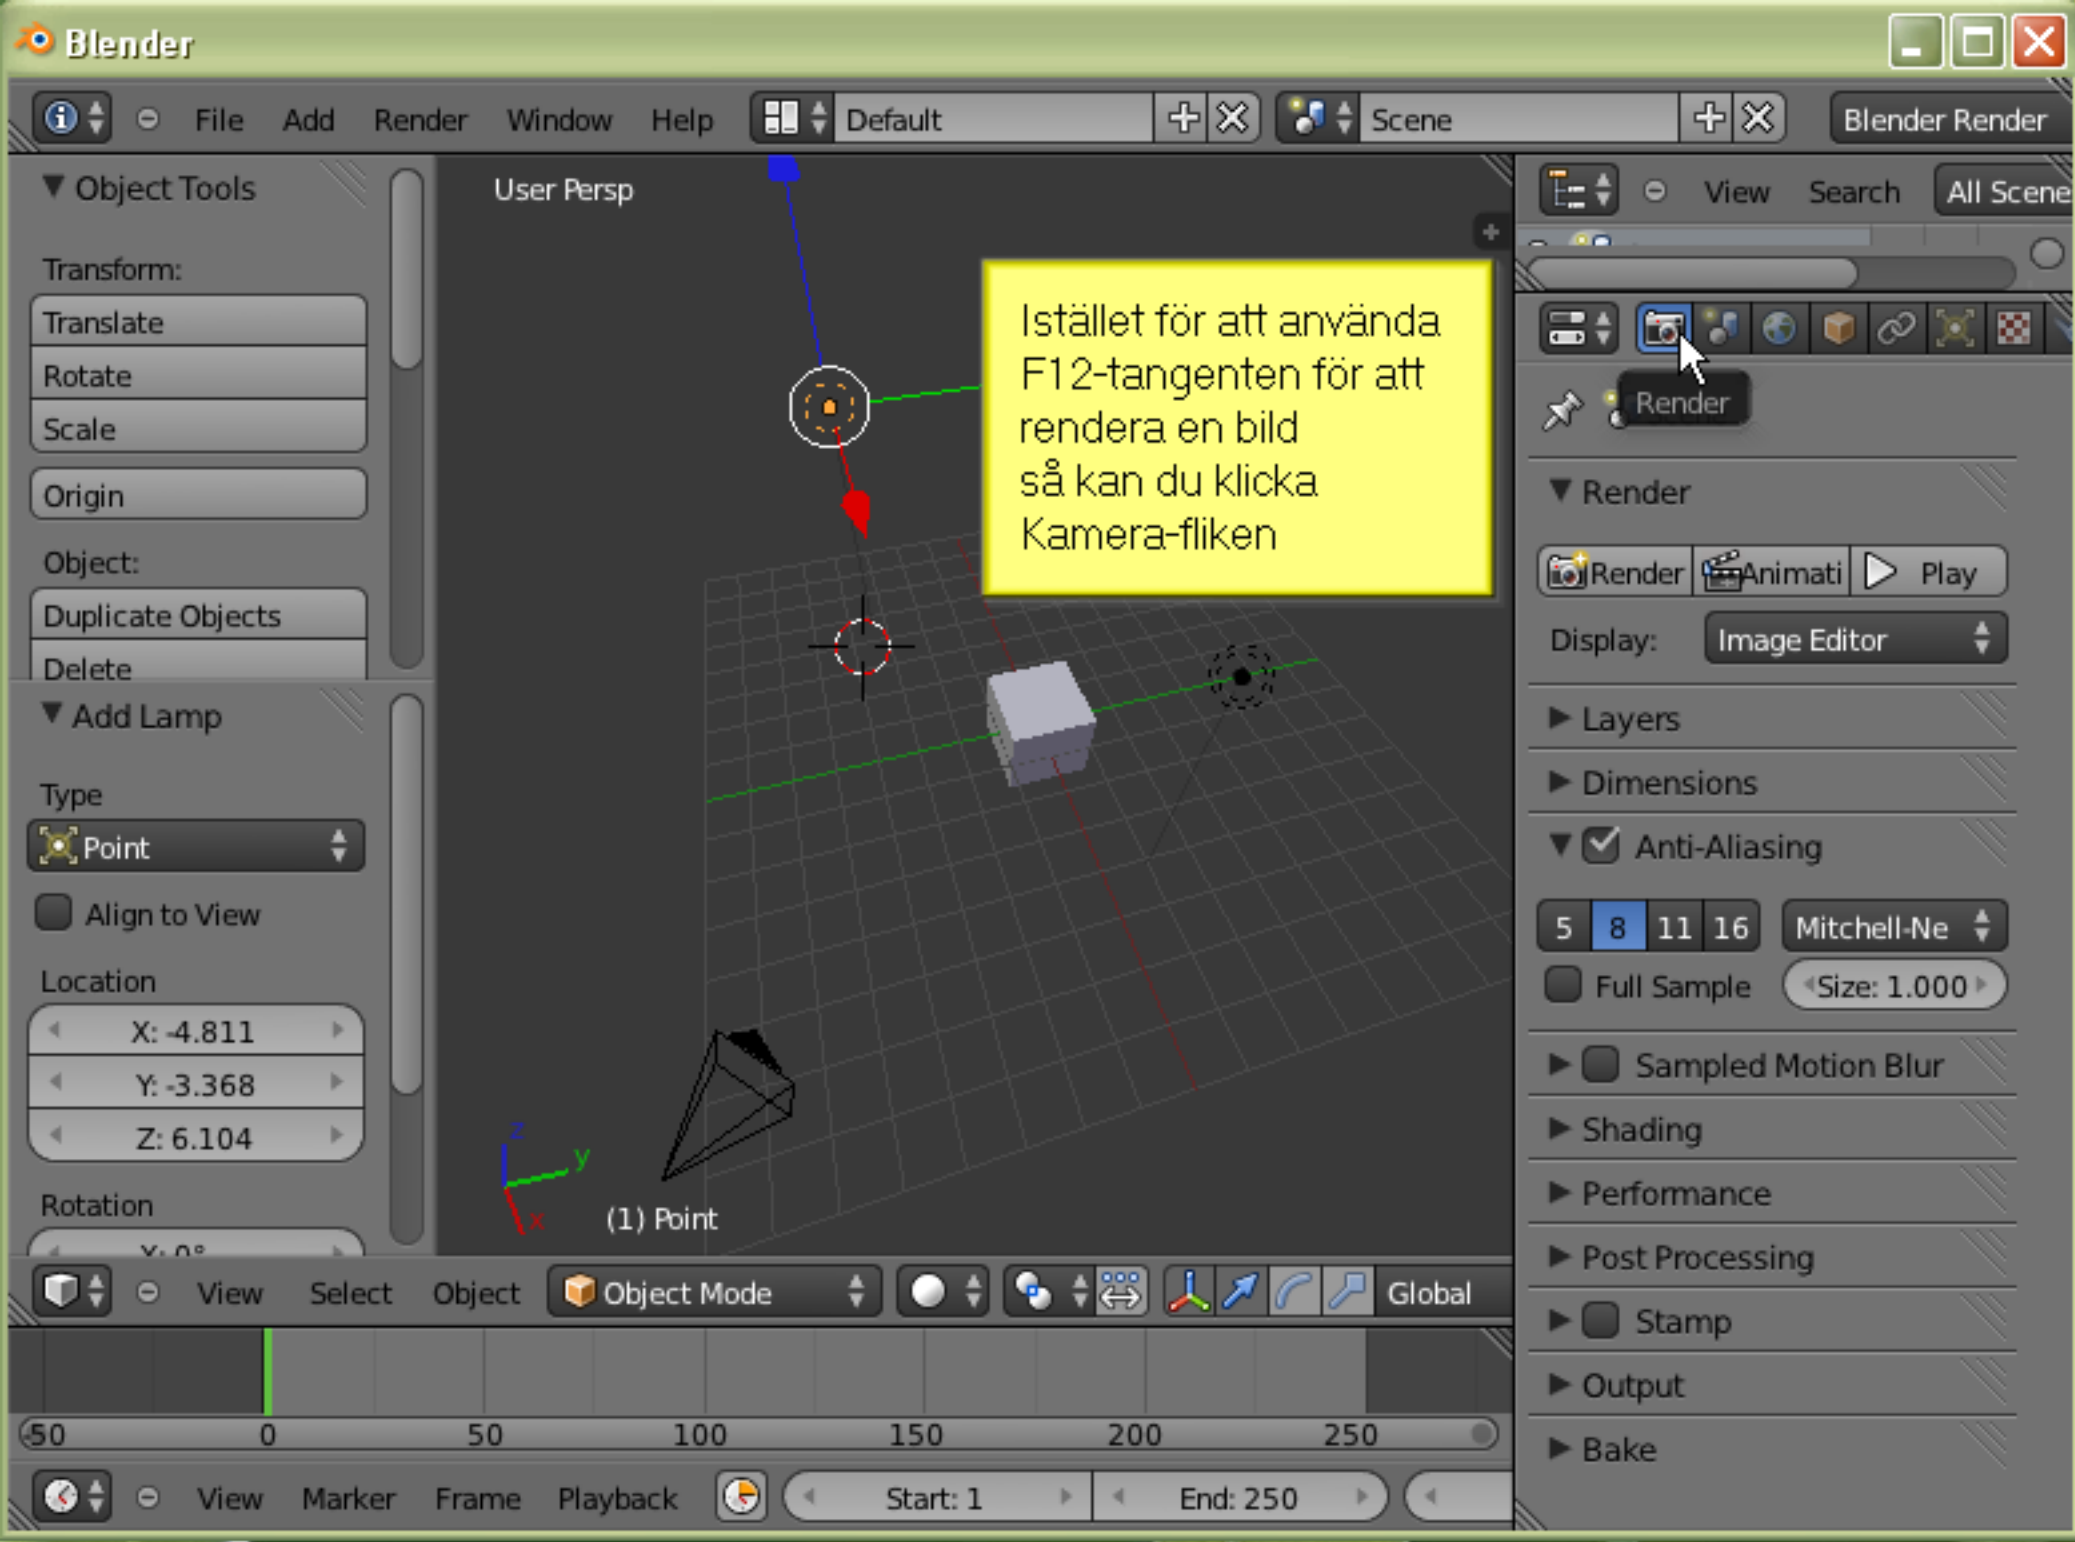 Blender
File Add Render Window Help Default Scene Blender Render
Object Tools
Transform:
Translate
Rotate
Scale
Origin
Object:
Duplicate Objects
Delete
Add Lamp
Type
Point
Align to View
Location
X: -4.811
Y: -3.368
Z: 6.104
Rotation
X: 0°
User Persp
Istället för att använda
F12-tangenten för att
rendera en bild
så kan du klicka
Kamera-fliken
z
y
x
(1) Point
View Select Object Object Mode Global
-50 0 50 100 150 200 250
View Marker Frame Playback Start: 1 End: 250
View Search All Scene
Render
Render
Render Animati Play
Display: Image Editor
Layers
Dimensions
Anti-Aliasing
5 8 11 16 Mitchell-Ne
Full Sample Size: 1.000
Sampled Motion Blur
Shading
Performance
Post Processing
Stamp
Output
Bake